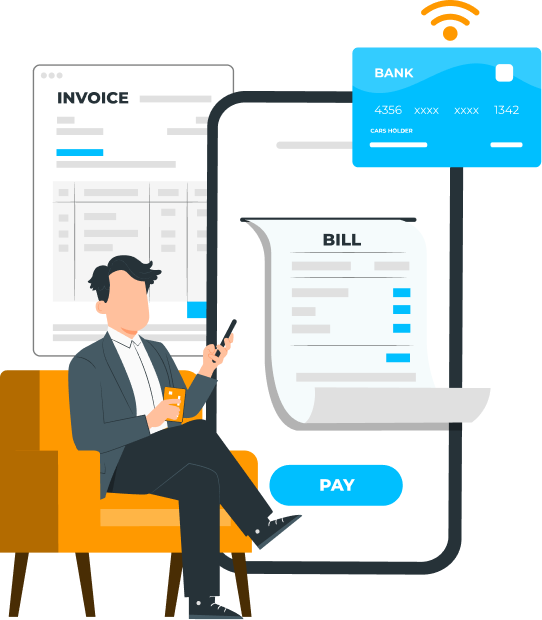 BANK
4356 xxxx xxxx 1342
CARS HOLDER
INVOICE
BILL
PAY